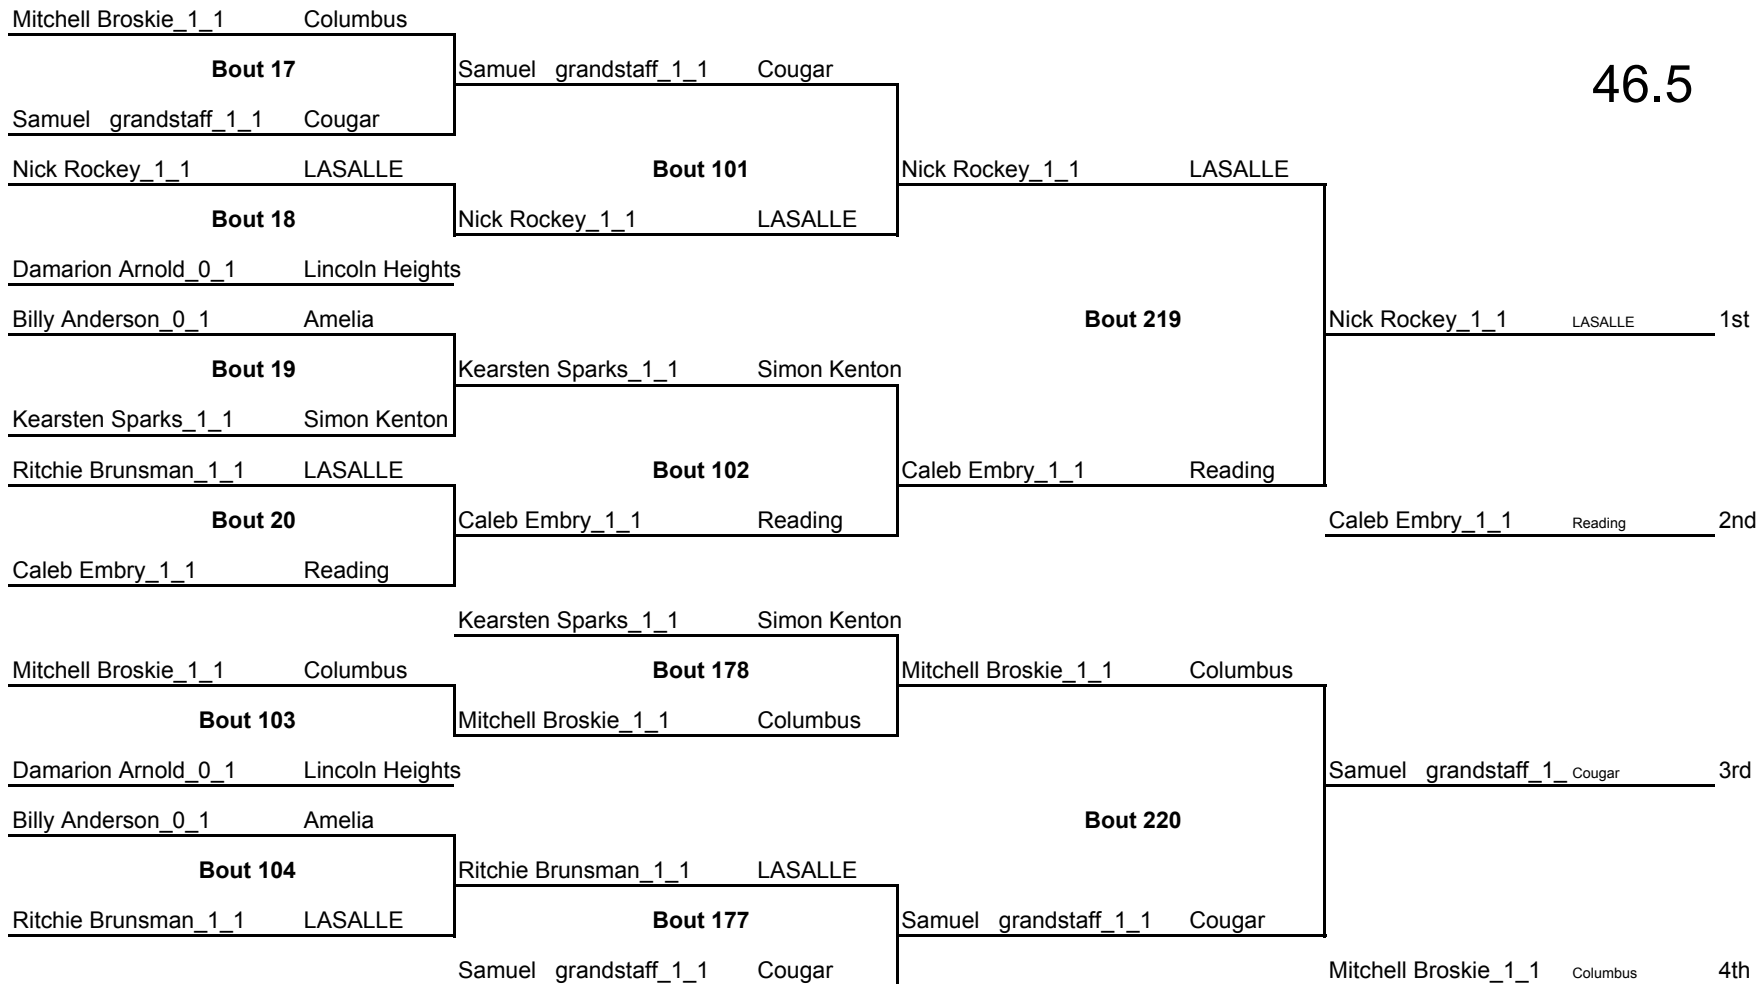 Mitchell Broskie_1_1 Columbus
Bout 17 Samuel grandstaff_1_1 Cougar 46.5
Samuel grandstaff_1_1 Cougar
Nick Rockey_1_1 LASALLE Bout 101 Nick Rockey_1_1 LASALLE
Bout 18 Nick Rockey_1_1 LASALLE
Damarion Arnold_0_1 Lincoln Heights
Billy Anderson_0_1 Amelia Bout 219 Nick Rockey_1_1 LASALLE 1st
Bout 19 Kearsten Sparks_1_1 Simon Kenton
Kearsten Sparks_1_1 Simon Kenton
Ritchie Brunsman_1_1 LASALLE Bout 102 Caleb Embry_1_1 Reading
Bout 20 Caleb Embry_1_1 Reading Caleb Embry_1_1 Reading 2nd
Caleb Embry_1_1 Reading
Kearsten Sparks_1_1 Simon Kenton
Mitchell Broskie_1_1 Columbus Bout 178 Mitchell Broskie_1_1 Columbus
Bout 103 Mitchell Broskie_1_1 Columbus
Damarion Arnold_0_1 Lincoln Heights Samuel grandstaff_1_ Cougar 3rd
Billy Anderson_0_1 Amelia Bout 220
Bout 104 Ritchie Brunsman_1_1 LASALLE
Ritchie Brunsman_1_1 LASALLE Bout 177 Samuel grandstaff_1_1 Cougar
Samuel grandstaff_1_1 Cougar Mitchell Broskie_1_1 Columbus 4th